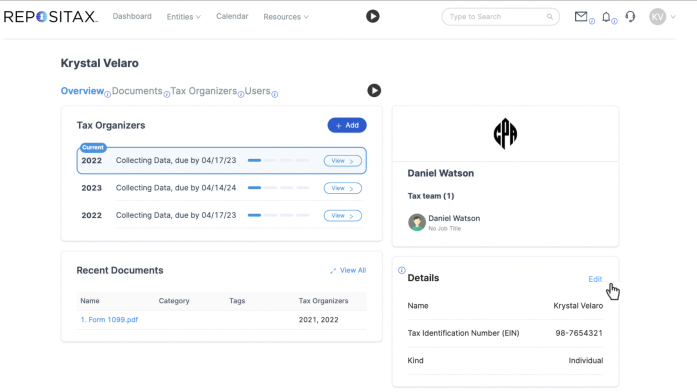 REPOSITAX
Dashboard
Entities
Calendar
Resources
Type to Search
KV
Krystal Velaro
Overview
Documents
Tax Organizers
Users
Tax Organizers
+ Add
Current
2022 Collecting Data, due by 04/17/23 View >
2023 Collecting Data, due by 04/14/24 View >
2022 Collecting Data, due by 04/17/23 View >
Recent Documents
View All
Name Category Tags Tax Organizers
1. Form 1099.pdf 2021, 2022
CPA
Daniel Watson
Tax team (1)
Daniel Watson
No Job Title
Details
Edit
Name Krystal Velaro
Tax Identification Number (EIN) 98-7654321
Kind Individual